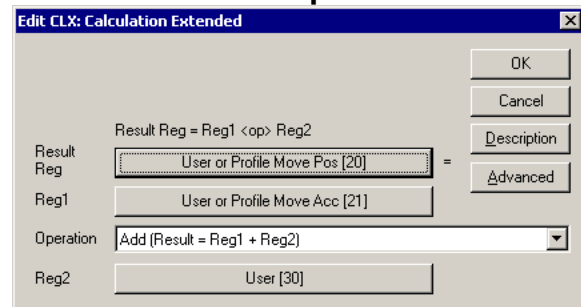 Edit CLX: Calculation Extended
OK
Cancel
Result Reg = Reg1 <op> Reg2
Description
Result
Reg
User or Profile Move Pos [20]
=
Advanced
Reg1
User or Profile Move Acc [21]
Operation
Add (Result = Reg1 + Reg2)
Reg2
User [30]